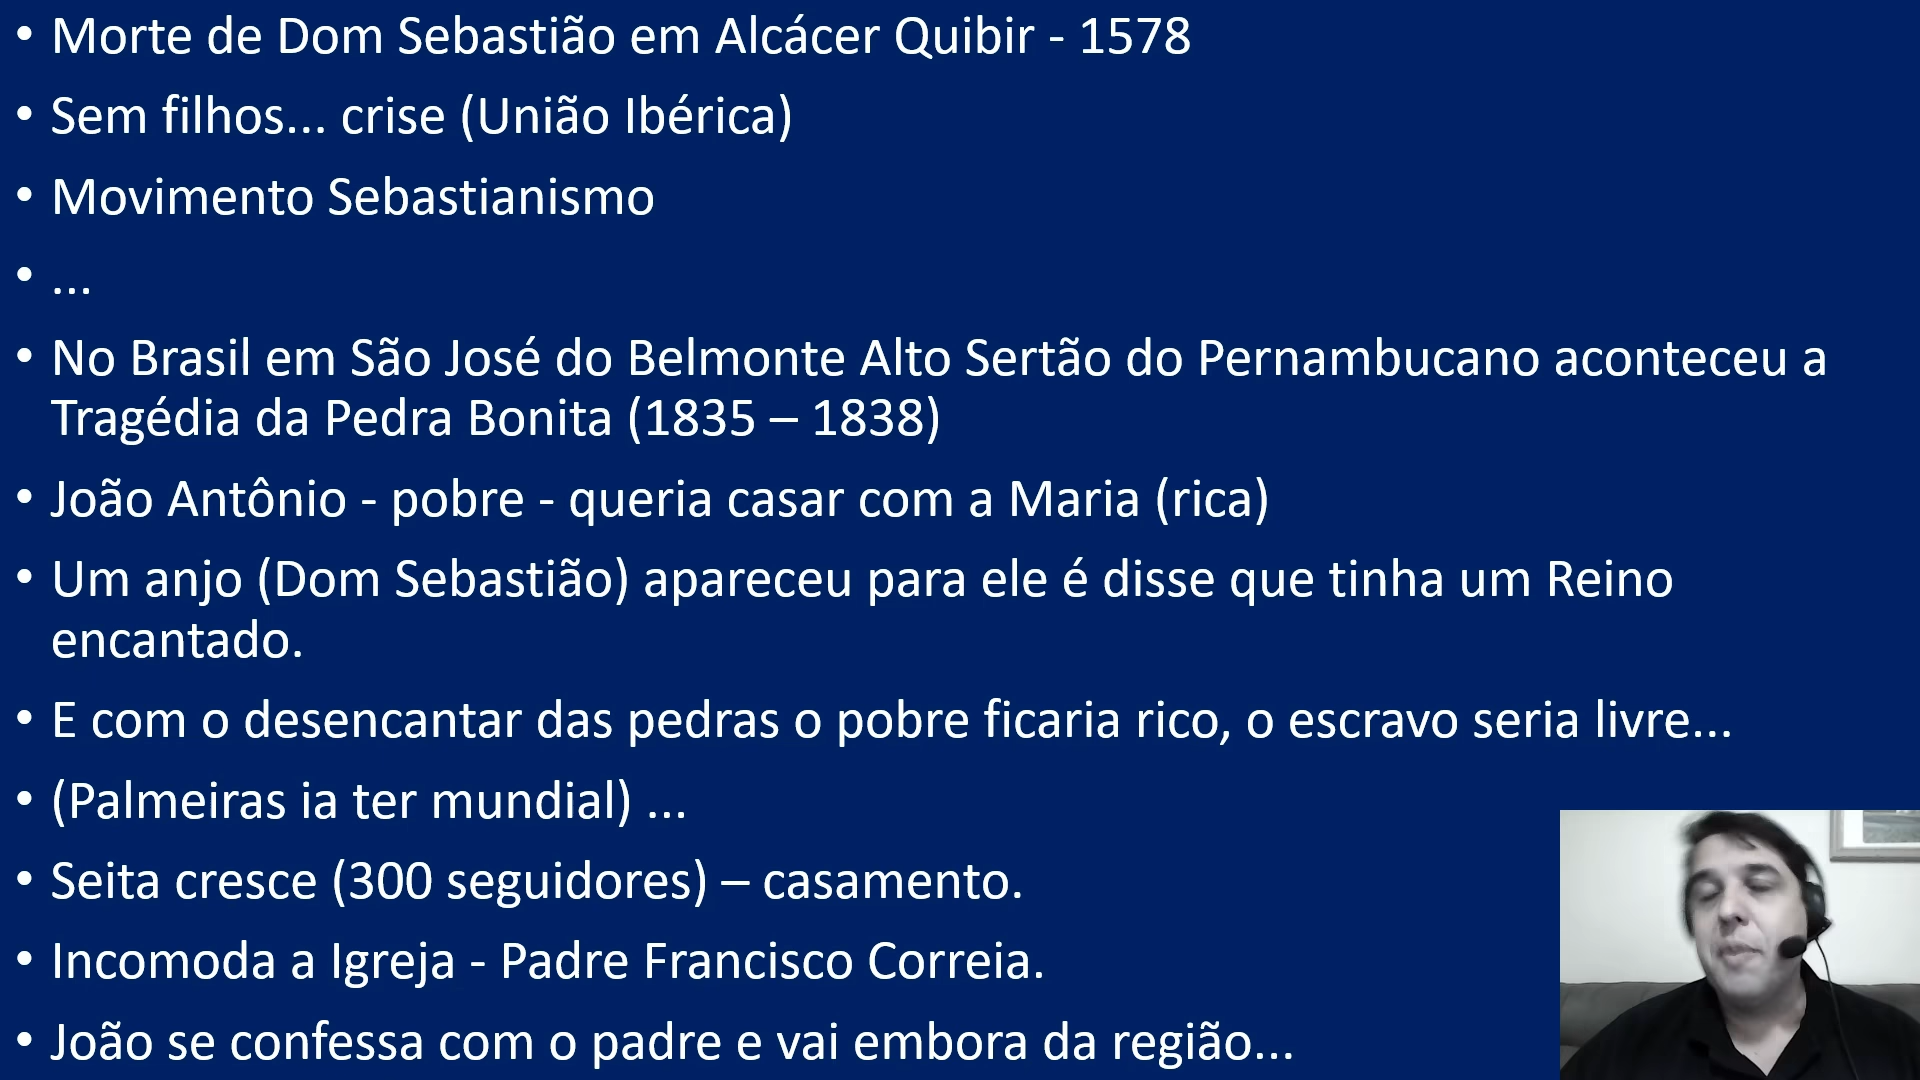 • Morte de Dom Sebastião em Alcácer Quibir - 1578
• Sem filhos... crise (União Ibérica)
• Movimento Sebastianismo
• ...
• No Brasil em São José do Belmonte Alto Sertão do Pernambucano aconteceu a
Tragédia da Pedra Bonita (1835 – 1838)
• João Antônio - pobre - queria casar com a Maria (rica)
• Um anjo (Dom Sebastião) apareceu para ele é disse que tinha um Reino
encantado.
• E com o desencantar das pedras o pobre ficaria rico, o escravo seria livre...
• (Palmeiras ia ter mundial) ...
• Seita cresce (300 seguidores) – casamento.
• Incomoda a Igreja - Padre Francisco Correia.
• João se confessa com o padre e vai embora da região...